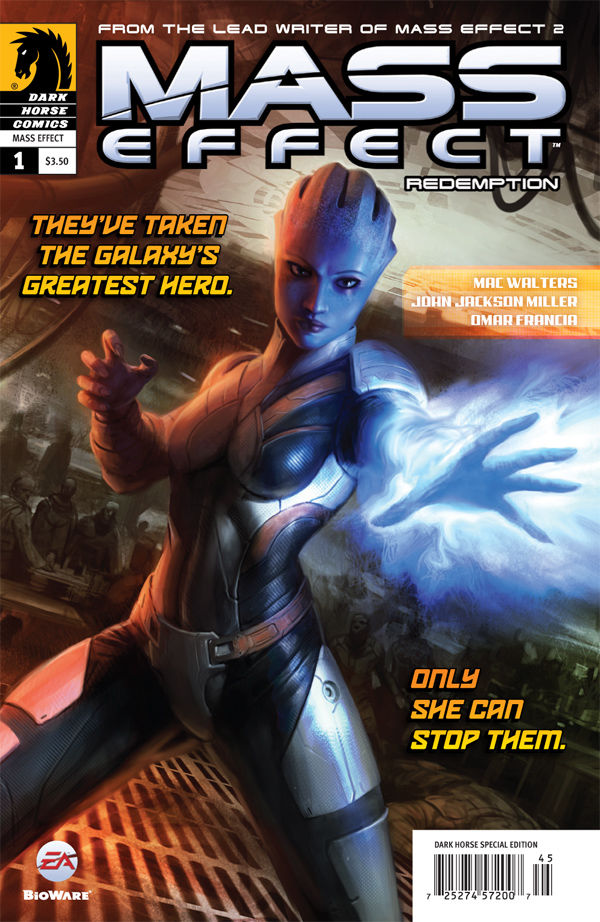 FROM THE LEAD WRITER OF MASS EFFECT 2
MASS
EFFECT™
REDEMPTION
®
DARK
HORSE
COMICS
MASS EFFECT
1 $3.50
THEY'VE TAKEN
THE GALAXY'S
GREATEST HERO.
MAC WALTERS
JOHN JACKSON MILLER
OMAR FRANCIA
ONLY
SHE CAN
STOP THEM.
EA
BIOWARE®
DARK HORSE SPECIAL EDITION
45
7 25274 57200 7